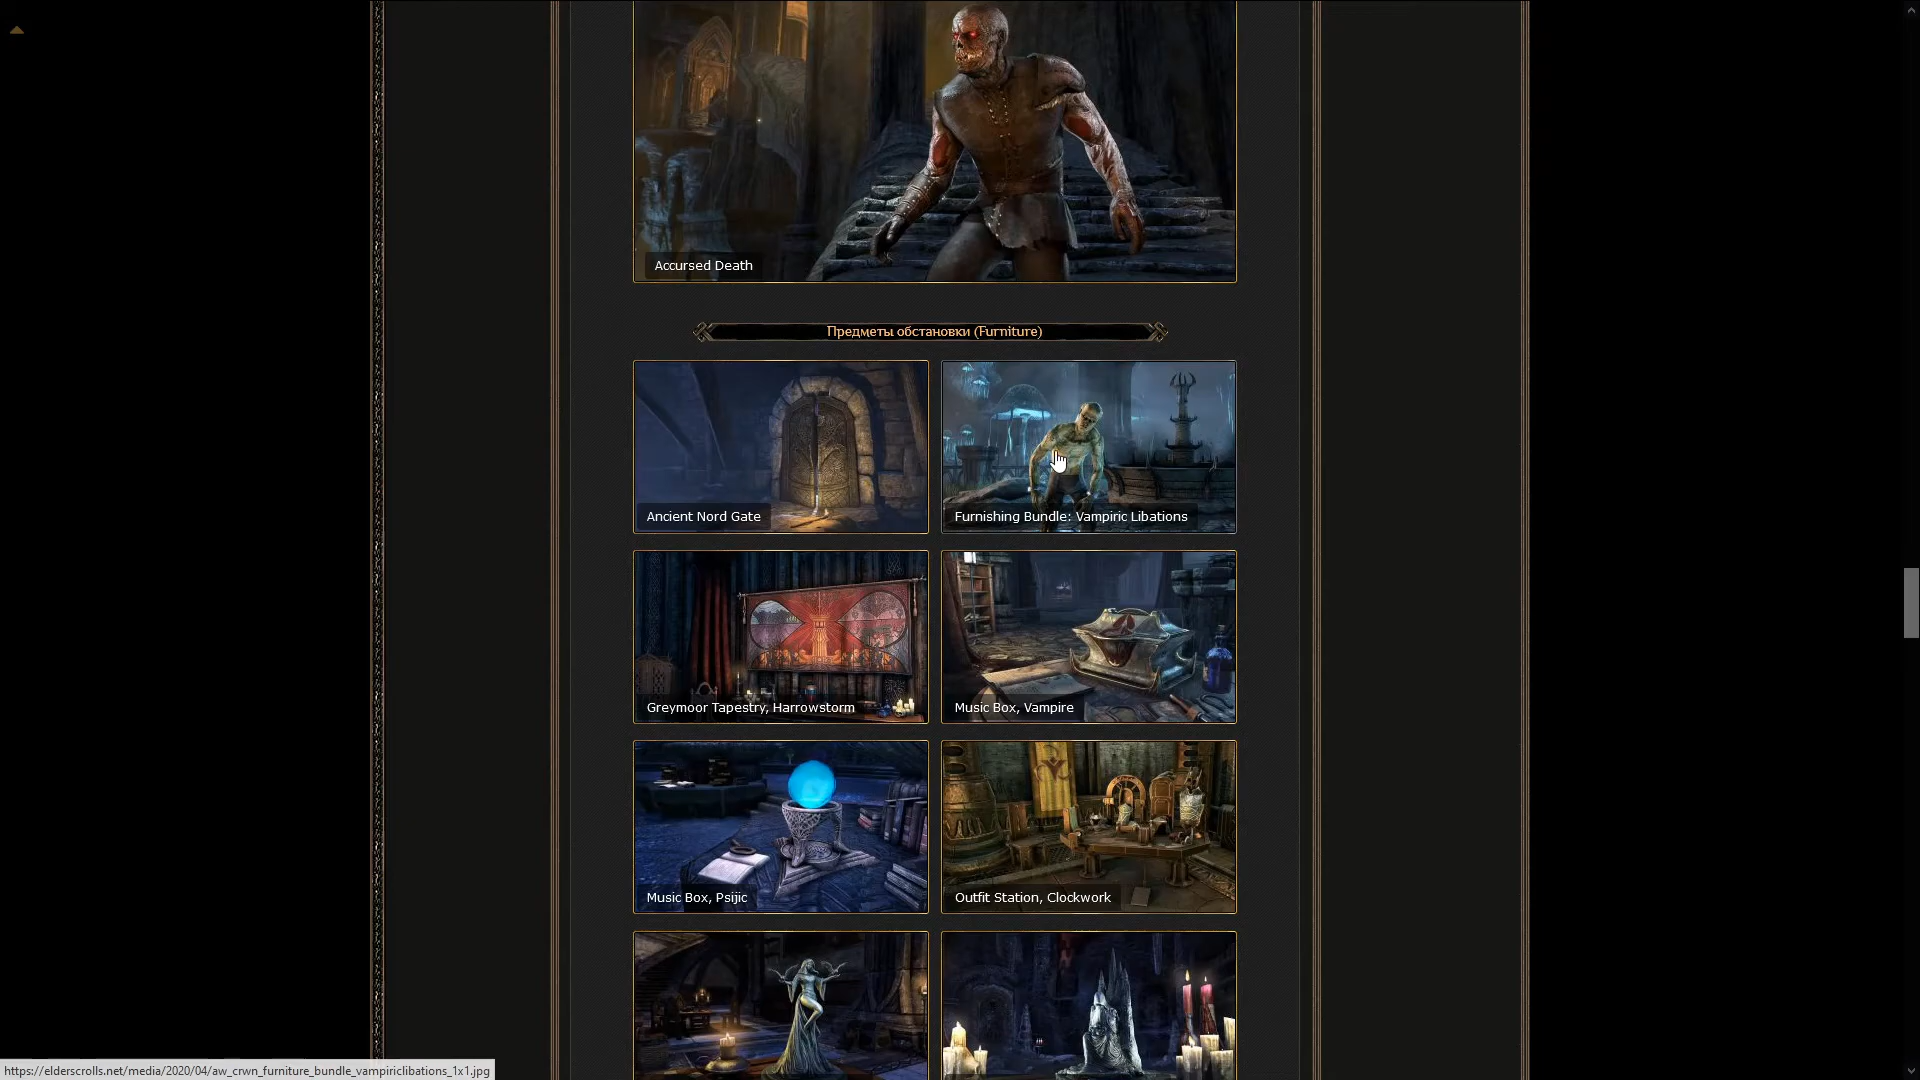 Accursed Death
Предметы обстановки (Furniture)
Ancient Nord Gate
Furnishing Bundle: Vampiric Libations
Greymoor Tapestry, Harrowstorm
Music Box, Vampire
Music Box, Psijic
Outfit Station, Clockwork
https://elderscrolls.net/media/2020/04/aw_crwn_furniture_bundle_vampiriclibations_1x1.jpg